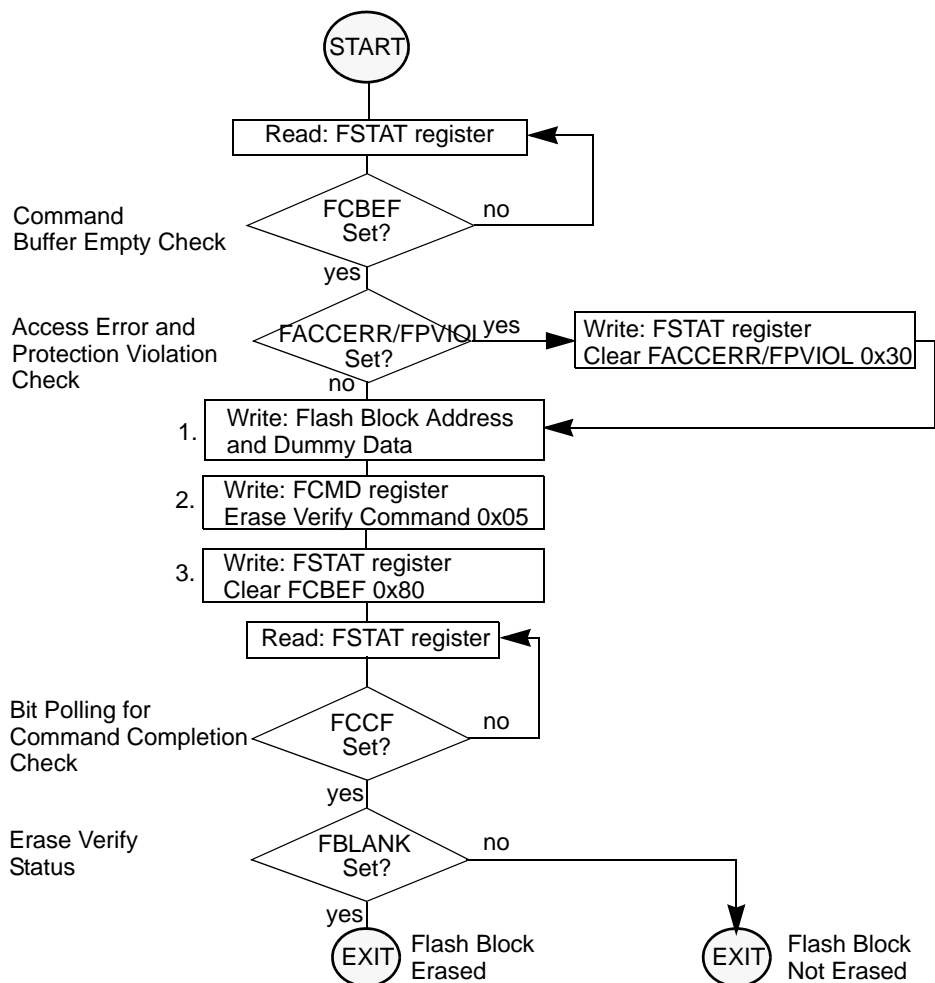 START
Read: FSTAT register
Command
Buffer Empty Check
FCBEF
Set?
no
yes
Access Error and
Protection Violation
Check
FACCERR/FPVIOL
Set?
yes
no
Write: FSTAT register
Clear FACCERR/FPVIOL 0x30
1.
Write: Flash Block Address
and Dummy Data
2.
Write: FCMD register
Erase Verify Command 0x05
3.
Write: FSTAT register
Clear FCBEF 0x80
Read: FSTAT register
Bit Polling for
Command Completion
Check
FCCF
Set?
no
yes
Erase Verify
Status
FBLANK
Set?
no
yes
EXIT
Flash Block
Erased
EXIT
Flash Block
Not Erased